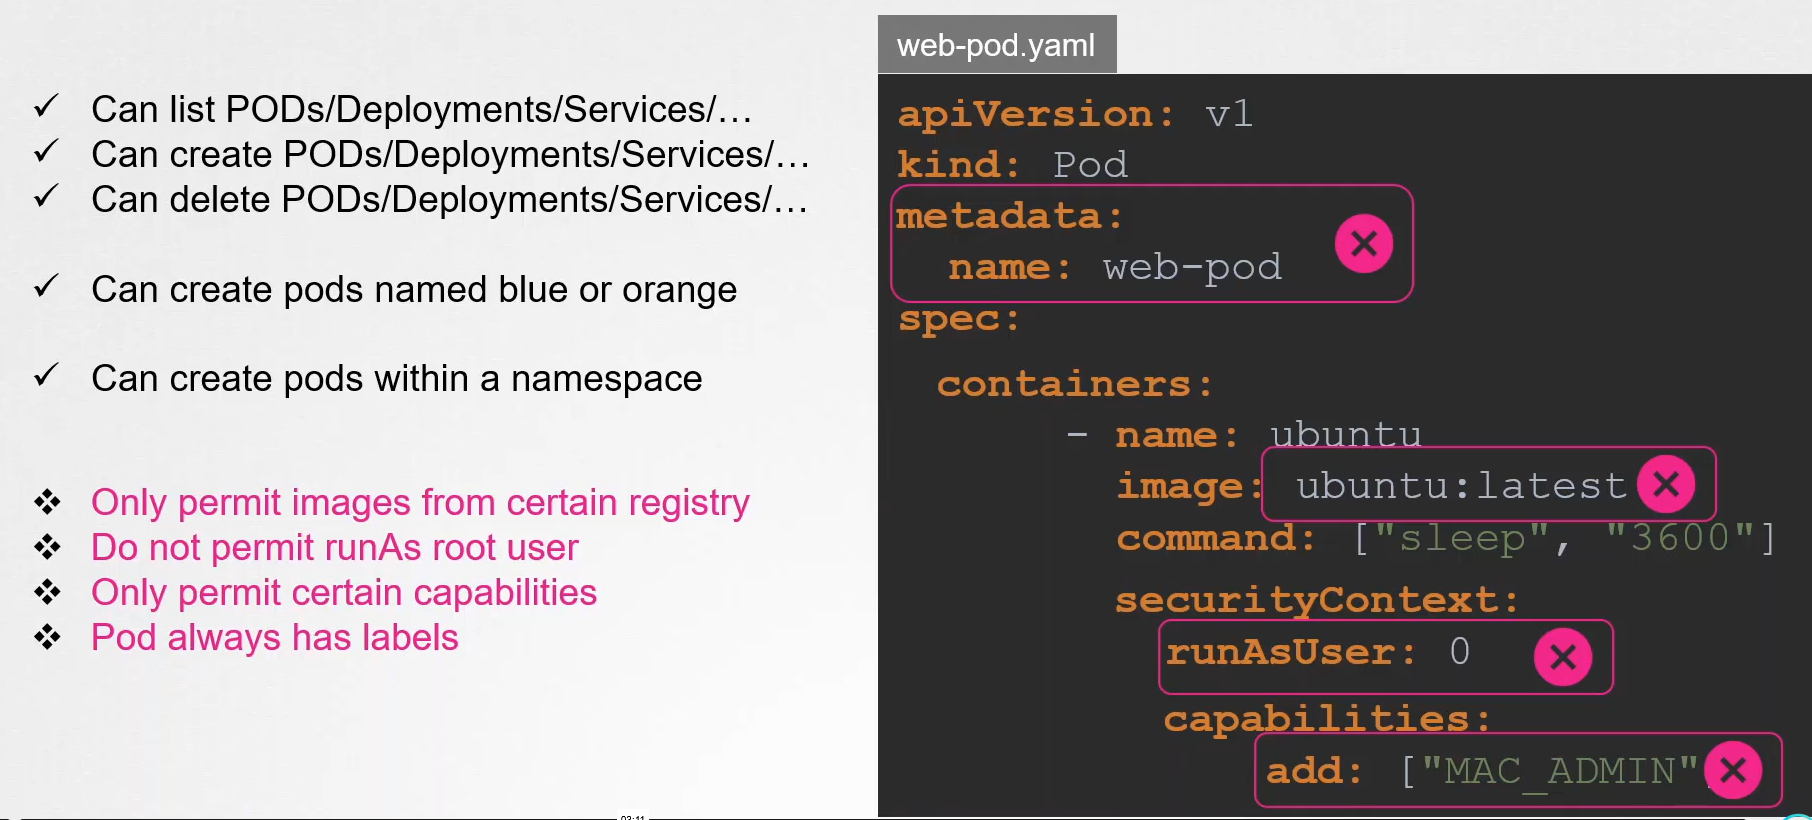 Can list PODs/Deployments/Services/…
Can create PODs/Deployments/Services/…
Can delete PODs/Deployments/Services/…
Can create pods named blue or orange
Can create pods within a namespace
Only permit images from certain registry
Do not permit runAs root user
Only permit certain capabilities
Pod always has labels
web-pod.yaml
apiVersion: v1
kind: Pod
metadata:
name: web-pod
spec:
containers:
- name: ubuntu
image: ubuntu:latest
command: ["sleep", "3600"]
securityContext:
runAsUser: 0
capabilities:
add: ["MAC_ADMIN"